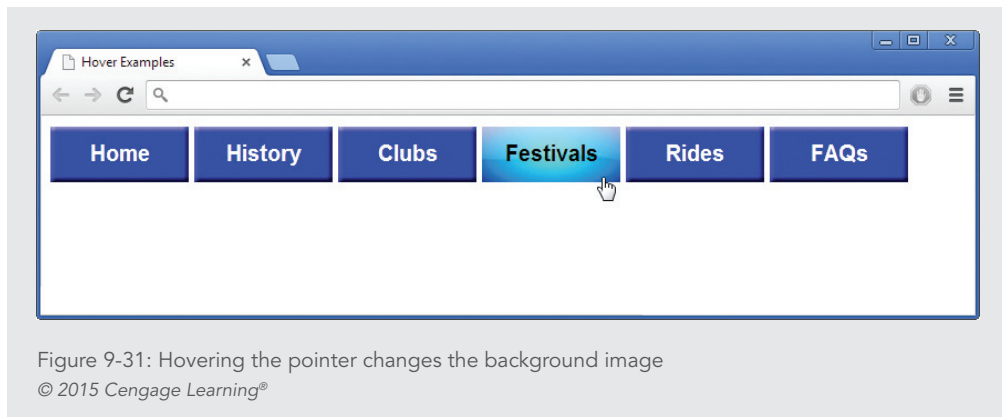 Hover Examples
Home History Clubs Festivals Rides FAQs
Figure 9-31: Hovering the pointer changes the background image
© 2015 Cengage Learning®